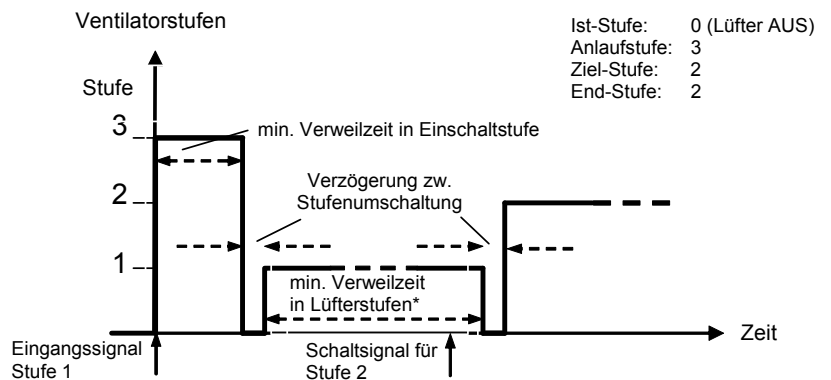 Ventilatorstufen
Ist-Stufe: 0 (Lüfter AUS)
Anlaufstufe: 3
Ziel-Stufe: 2
End-Stufe: 2
Stufe
3
min. Verweilzeit in Einschaltstufe
Verzögerung zw.
Stufenumschaltung
2
1
min. Verweilzeit
in Lüfterstufen*
Zeit
Eingangssignal
Stufe 1
Schaltsignal für
Stufe 2